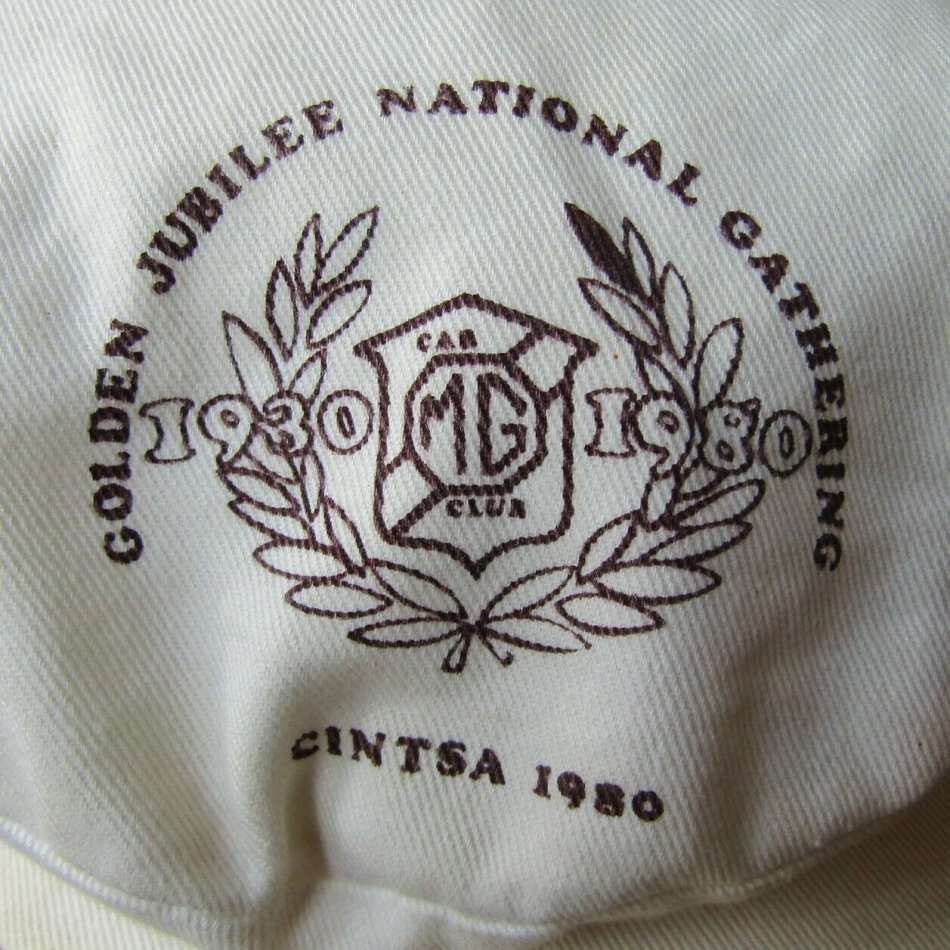 GOLDEN JUBILEE NATIONAL GATHERING
1930 1980
CAR
MG
CLUB
CINTSA 1980